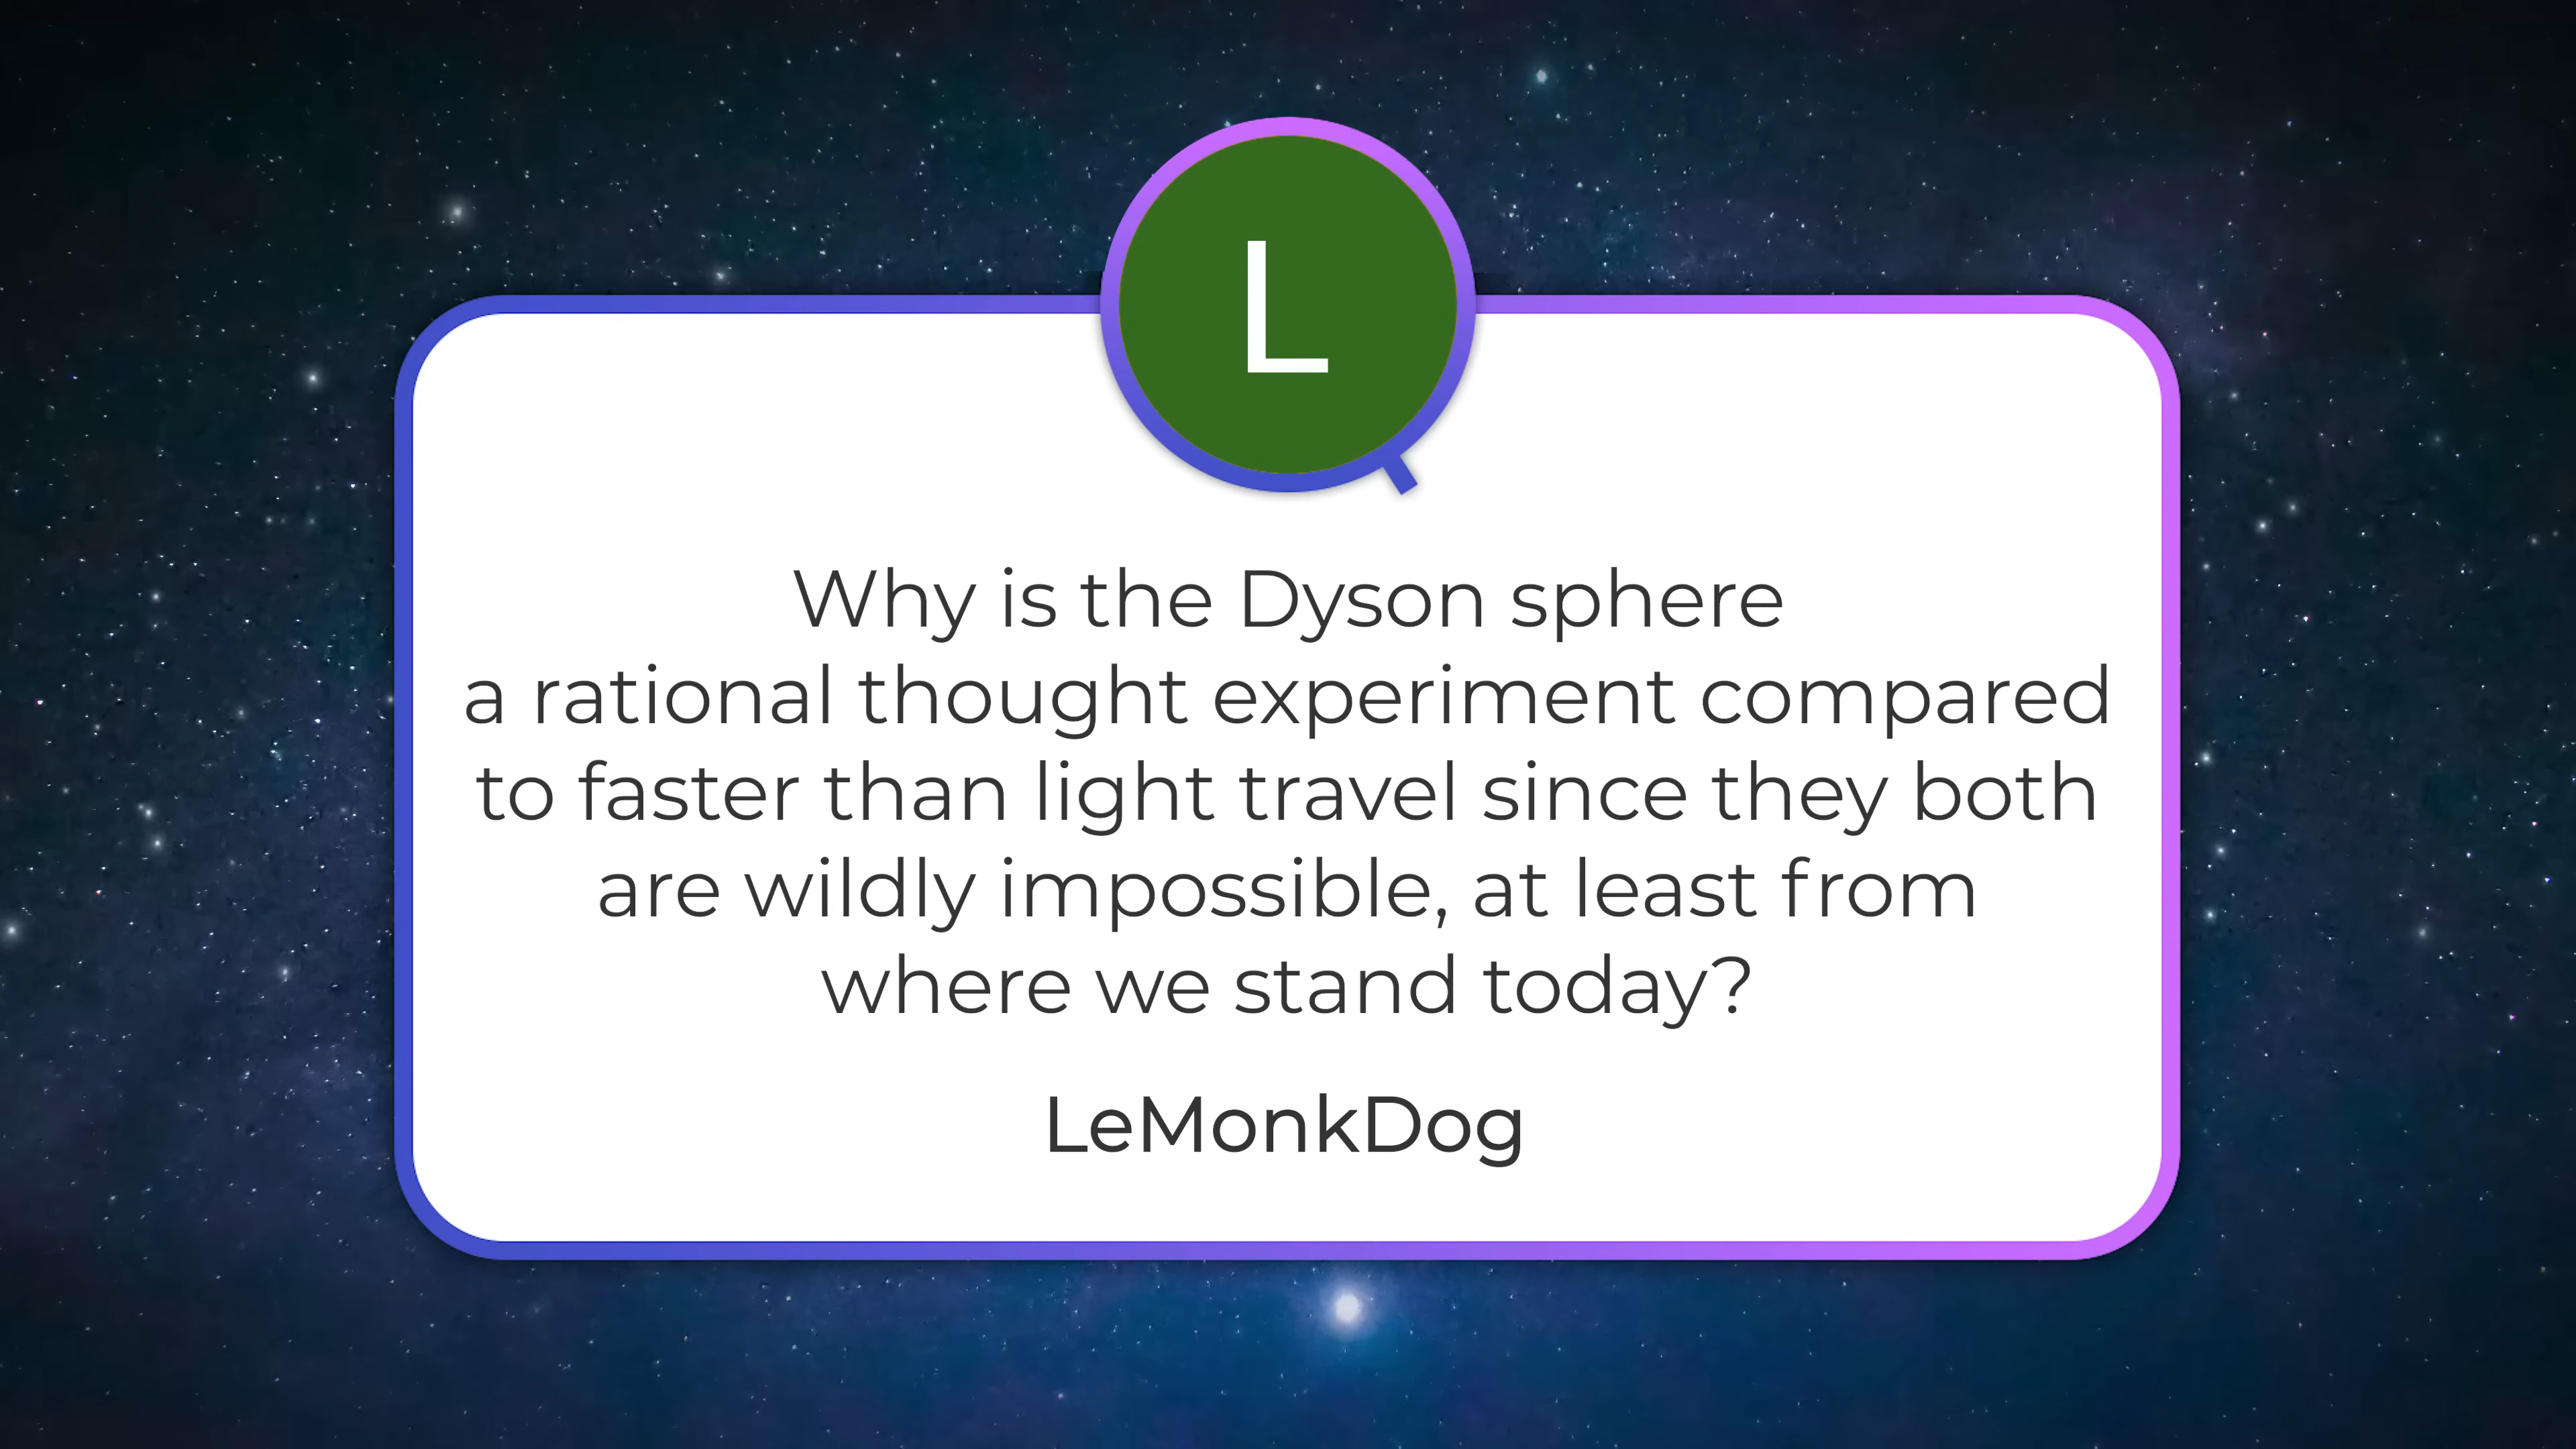 L
Why is the Dyson sphere
a rational thought experiment compared
to faster than light travel since they both
are wildly impossible, at least from
where we stand today?
LeMonkDog